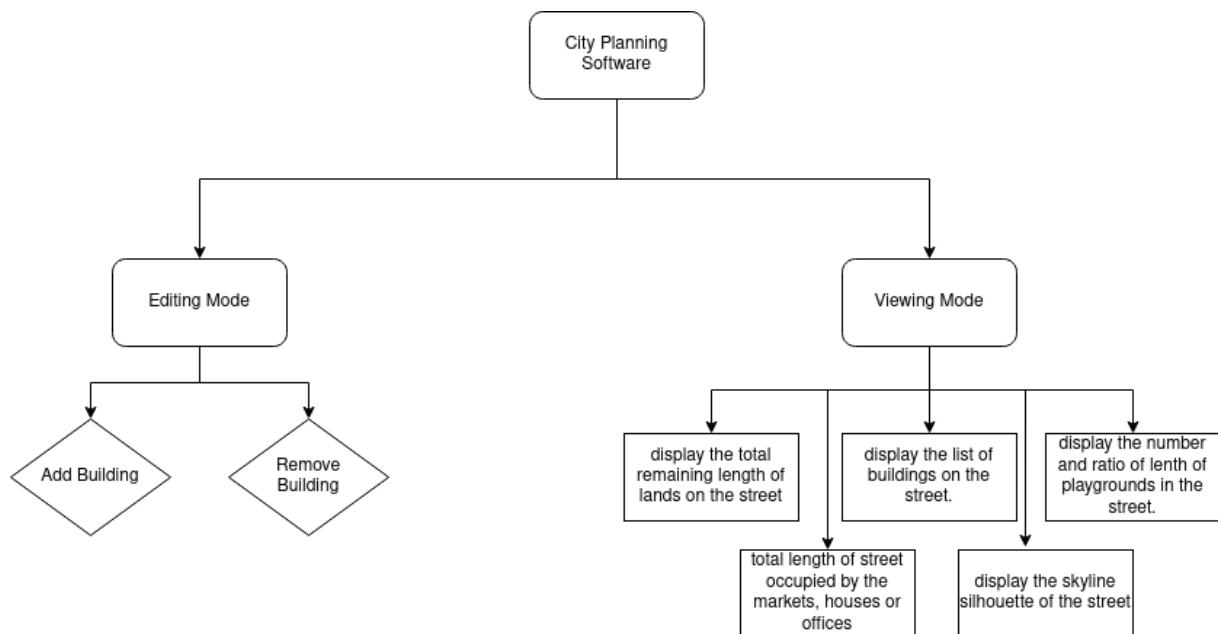 City Planning
Software
Editing Mode
Viewing Mode
Add Building
Remove
Building
display the total
remaining length of
lands on the street
display the list of
buildings on the
street.
display the number
and ratio of lenth of
playgrounds in the
street.
total length of street
occupied by the
markets, houses or
offices
display the skyline
silhouette of the street